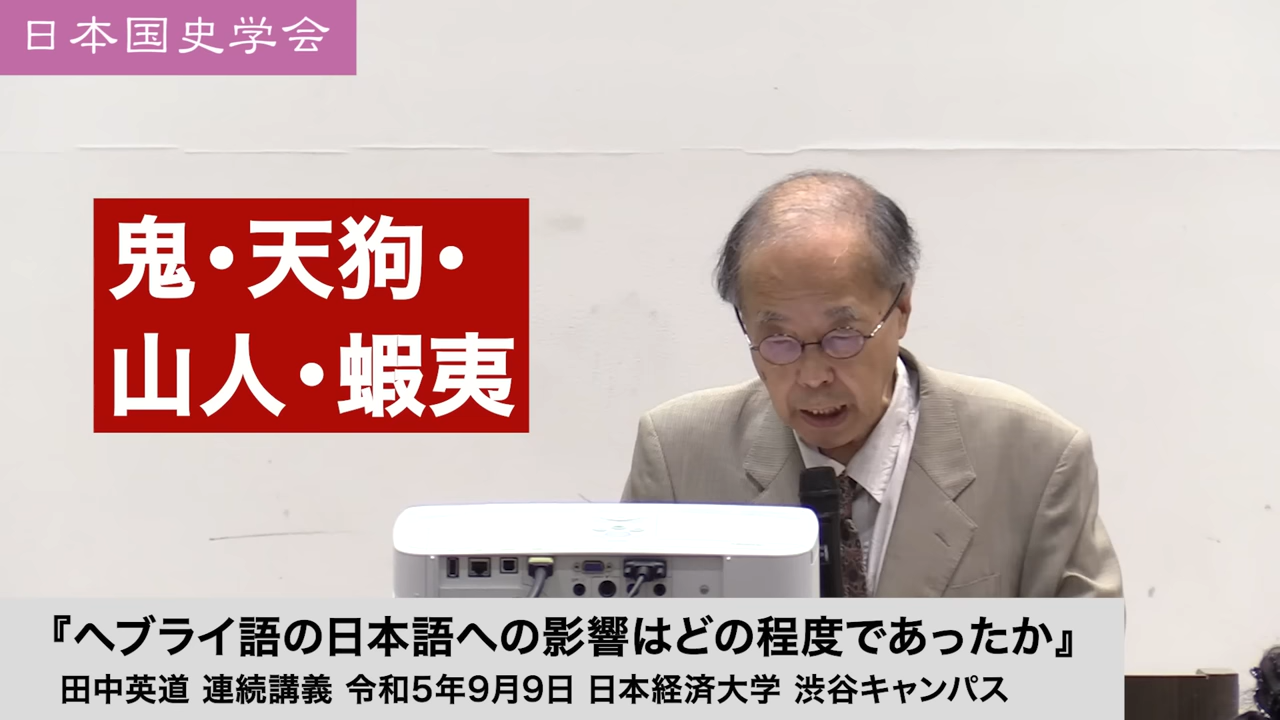 日本国史学会
鬼・天狗・
山人・蝦夷
『ヘブライ語の日本語への影響はどの程度であったか』
田中英道 連続講義 令和5年9月9日 日本経済大学 渋谷キャンパス